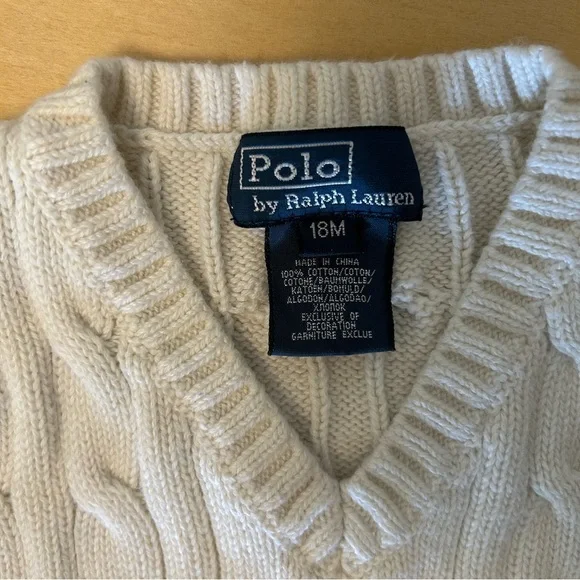 Polo
by Ralph Lauren
18M
MADE IN CHINA
100% COTTON/COTON/
COTONE/BAUMWOLLE/
KATOEN/BOMULD/
ALGODON/ALGODAO/
ХЛОПОК
EXCLUSIVE OF
DECORATION
GARNITURE EXCLUE